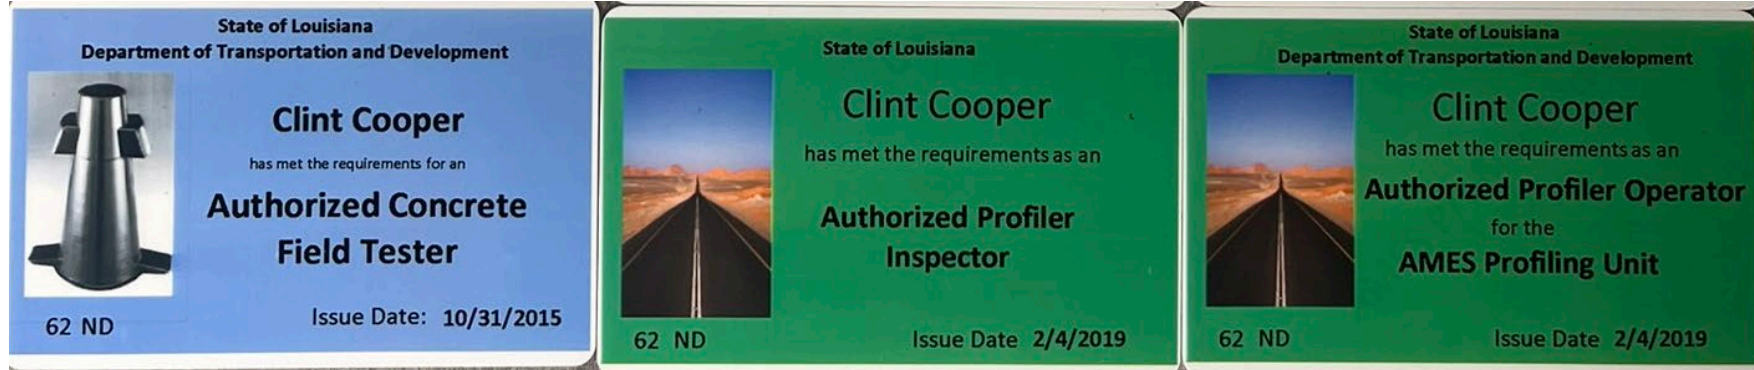 State of Louisiana
Department of Transportation and Development
Clint Cooper
has met the requirements for an
Authorized Concrete
Field Tester
62 ND
Issue Date: 10/31/2015
State of Louisiana
Clint Cooper
has met the requirements as an
Authorized Profiler
Inspector
62 ND
Issue Date 2/4/2019
State of Louisiana
Department of Transportation and Development
Clint Cooper
has met the requirements as an
Authorized Profiler Operator
for the
AMES Profiling Unit
62 ND
Issue Date 2/4/2019